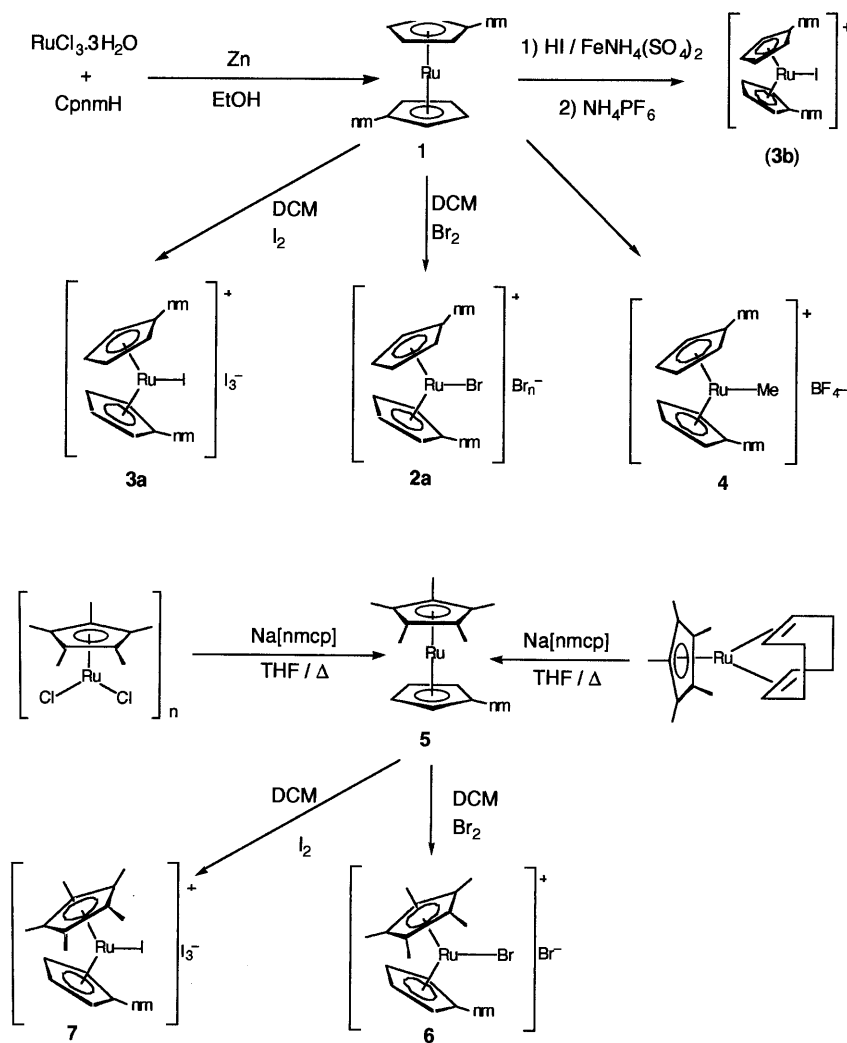 RuCl3.3H2O
+
CpnmH
Zn
EtOH
nm
Ru
nm
1
1) HI / FeNH4(SO4)2
2) NH4PF6
nm
Ru I
nm
+
(3b)
DCM
I2
DCM
Br2
nm
Ru I
nm
+
I3−
3a
nm
Ru Br
nm
+
Brn−
2a
nm
Ru Me
nm
+
BF4−
4
Ru
Cl
Cl
n
Na[nmcp]
THF / Δ
Ru
nm
5
Na[nmcp]
THF / Δ
Ru
DCM
I2
DCM
Br2
Ru I
nm
+
I3−
7
Ru Br
nm
+
Br−
6